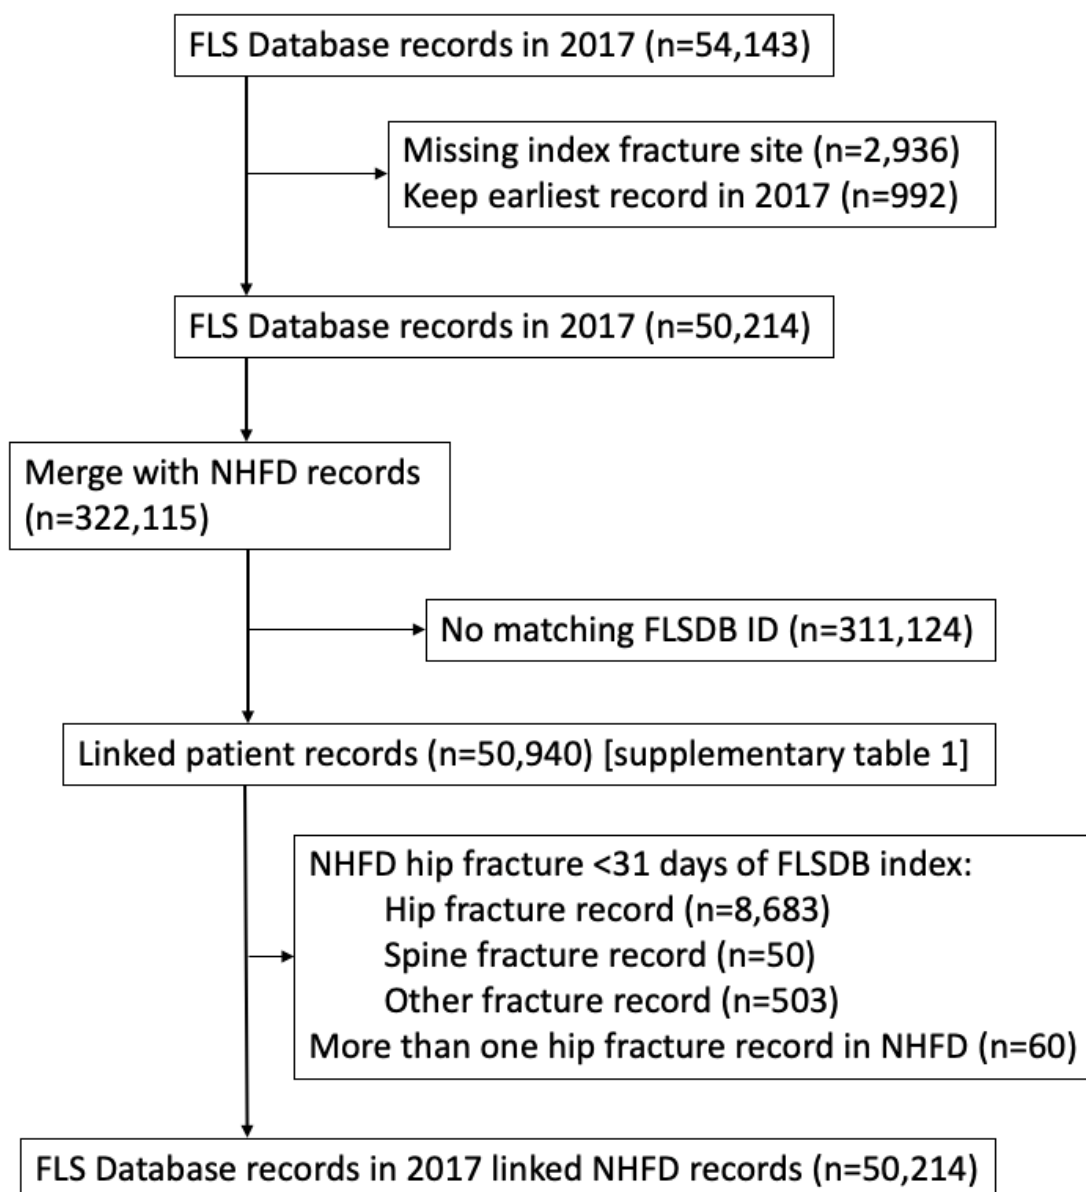 FLS Database records in 2017 (n=54,143)
Missing index fracture site (n=2,936)
Keep earliest record in 2017 (n=992)
FLS Database records in 2017 (n=50,214)
Merge with NHFD records
(n=322,115)
No matching FLSDB ID (n=311,124)
Linked patient records (n=50,940) [supplementary table 1]
NHFD hip fracture <31 days of FLSDB index:
Hip fracture record (n=8,683)
Spine fracture record (n=50)
Other fracture record (n=503)
More than one hip fracture record in NHFD (n=60)
FLS Database records in 2017 linked NHFD records (n=50,214)